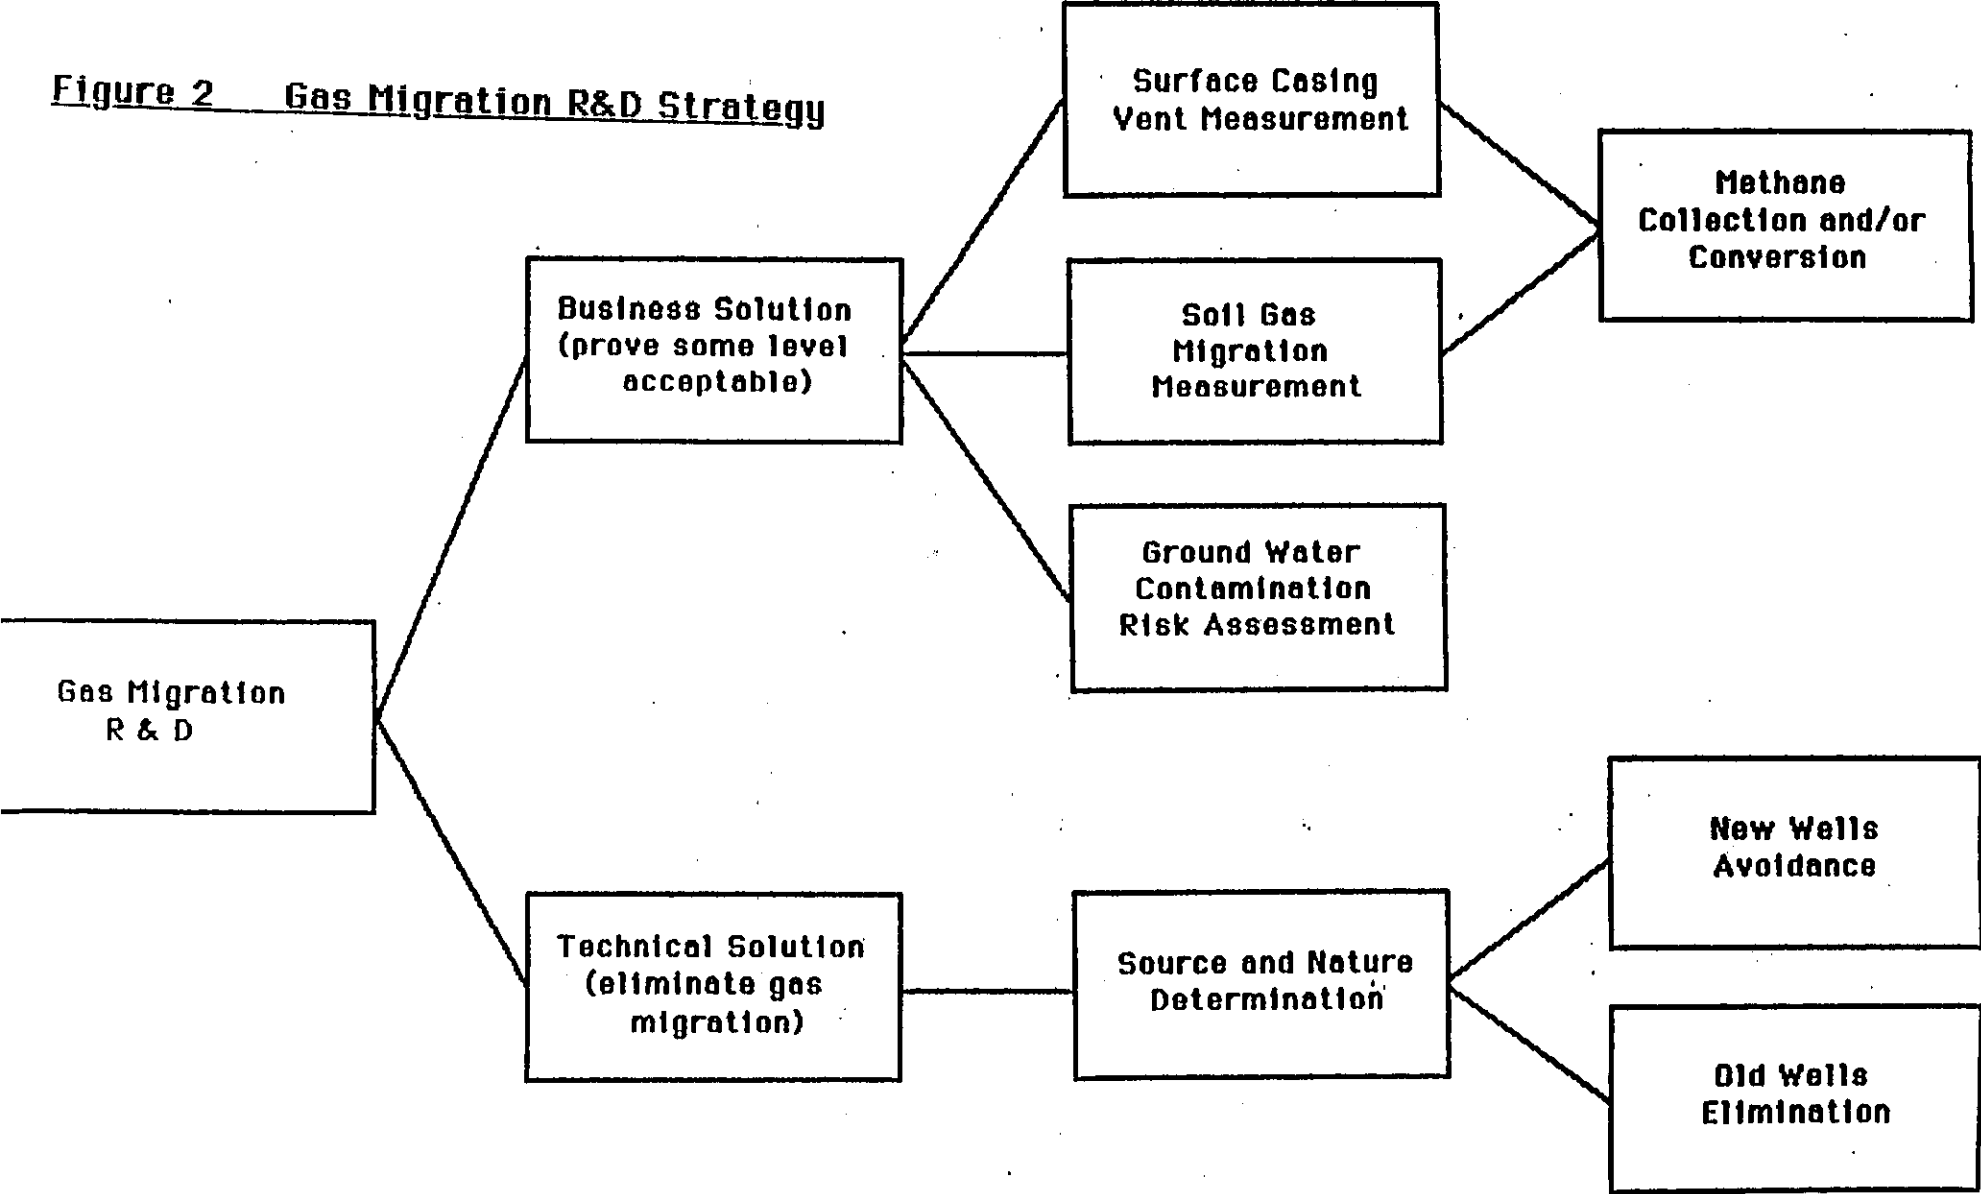 Figure 2 Gas Migration R&D Strategy
Surface Casing
Vent Measurement
Methane
Collection and/or
Conversion
Business Solution
(prove some level
acceptable)
Soil Gas
Migration
Measurement
Ground Water
Contamination
Risk Assessment
Gas Migration
R & D
New Wells
Avoidance
Technical Solution
(eliminate gas
migration)
Source and Nature
Determination
Old Wells
Elimination